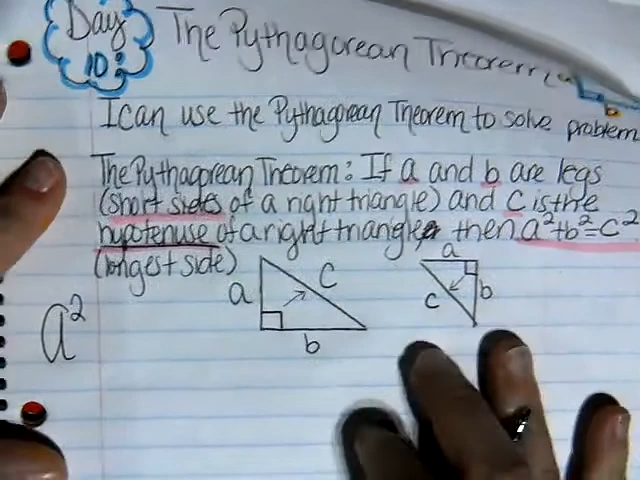 Day 10: The Pythagorean Theorem
I can use the Pythagorean Theorem to solve problem
The Pythagorean Theorem: If a and b are legs
(short sides of a right triangle) and c is the
hypotenuse of a right triangle, then a²+b²=c²
(longest side)
a c b
a c b
a²
b